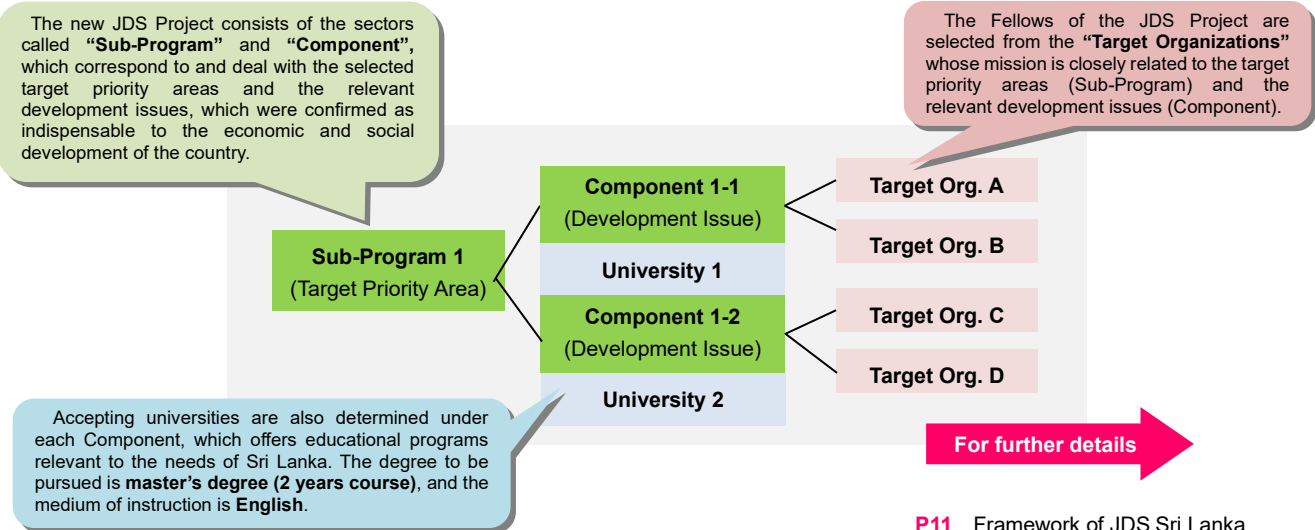 The new JDS Project consists of the sectors
called “Sub-Program” and “Component”,
which correspond to and deal with the selected
target priority areas and the relevant
development issues, which were confirmed as
indispensable to the economic and social
development of the country.
The Fellows of the JDS Project are
selected from the “Target Organizations”
whose mission is closely related to the target
priority areas (Sub-Program) and the
relevant development issues (Component).
Sub-Program 1
(Target Priority Area)
Component 1-1
(Development Issue)
University 1
Component 1-2
(Development Issue)
University 2
Target Org. A
Target Org. B
Target Org. C
Target Org. D
Accepting universities are also determined under
each Component, which offers educational programs
relevant to the needs of Sri Lanka. The degree to be
pursued is master’s degree (2 years course), and the
medium of instruction is English.
For further details
P11 Framework of JDS Sri Lanka